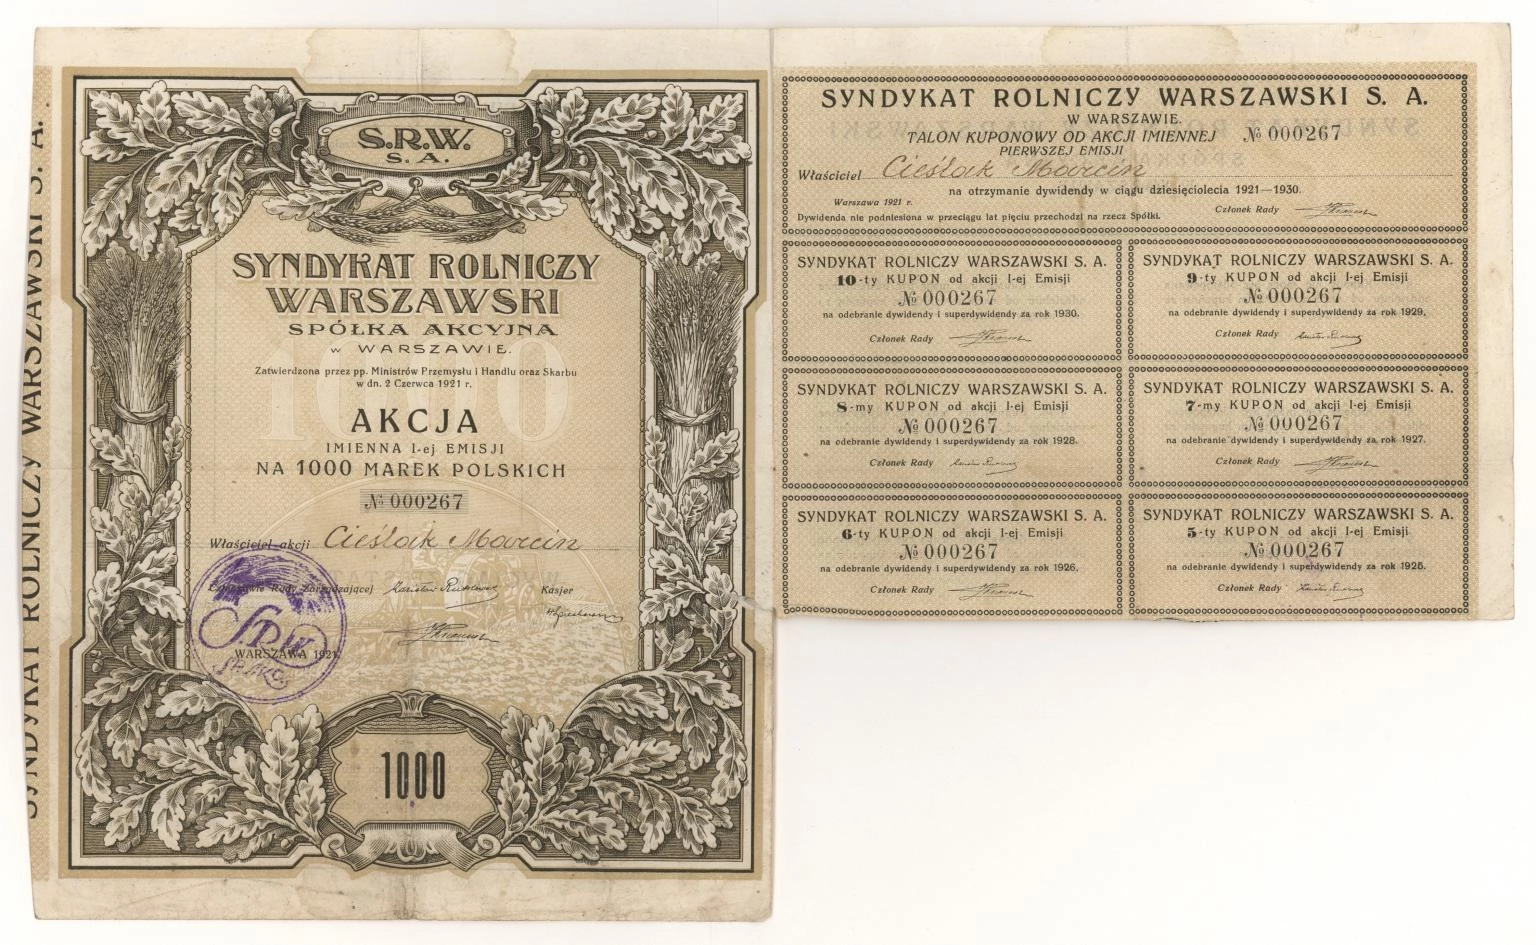 SYNDYKAT ROLNICZY WARSZAWSKI S. A.
S.R.W.
S. A.
SYNDYKAT ROLNICZY
WARSZAWSKI
SPÓŁKA AKCYJNA
w WARSZAWIE.
Zatwierdzona przez pp. Ministrów Przemysłu i Handlu oraz Skarbu
w dn. 2 Czerwca 1921 r.
1000
AKCJA
IMIENNA I-ej EMISJI
NA 1000 MAREK POLSKICH
№ 000267
Właściciel akcji Cieślak Marcin
Członkowie Rady Zarządzającej
Kasjer
WARSZAWA 1921
1000
SYNDYKAT ROLNICZY WARSZAWSKI S. A.
W WARSZAWIE.
TALON KUPONOWY OD AKCJI IMIENNEJ № 000267
PIERWSZEJ EMISJI
Właściciel Cieślak Marcin
na otrzymanie dywidendy w ciągu dziesięciolecia 1921—1930.
Warszawa 1921 r.
Członek Rady
Dywidenda nie podniesiona w przeciągu lat pięciu przechodzi na rzecz Spółki.
SYNDYKAT ROLNICZY WARSZAWSKI S. A.
10-ty KUPON od akcji I-ej Emisji
№ 000267
na odebranie dywidendy i superdywidendy za rok 1930.
Członek Rady
SYNDYKAT ROLNICZY WARSZAWSKI S. A.
9-ty KUPON od akcji I-ej Emisji
№ 000267
na odebranie dywidendy i superdywidendy za rok 1929.
Członek Rady
SYNDYKAT ROLNICZY WARSZAWSKI S. A.
8-my KUPON od akcji I-ej Emisji
№ 000267
na odebranie dywidendy i superdywidendy za rok 1928.
Członek Rady
SYNDYKAT ROLNICZY WARSZAWSKI S. A.
7-my KUPON od akcji I-ej Emisji
№ 000267
na odebranie dywidendy i superdywidendy za rok 1927.
Członek Rady
SYNDYKAT ROLNICZY WARSZAWSKI S. A.
6-ty KUPON od akcji I-ej Emisji
№ 000267
na odebranie dywidendy i superdywidendy za rok 1926.
Członek Rady
SYNDYKAT ROLNICZY WARSZAWSKI S. A.
5-ty KUPON od akcji I-ej Emisji
№ 000267
na odebranie dywidendy i superdywidendy za rok 1925.
Członek Rady